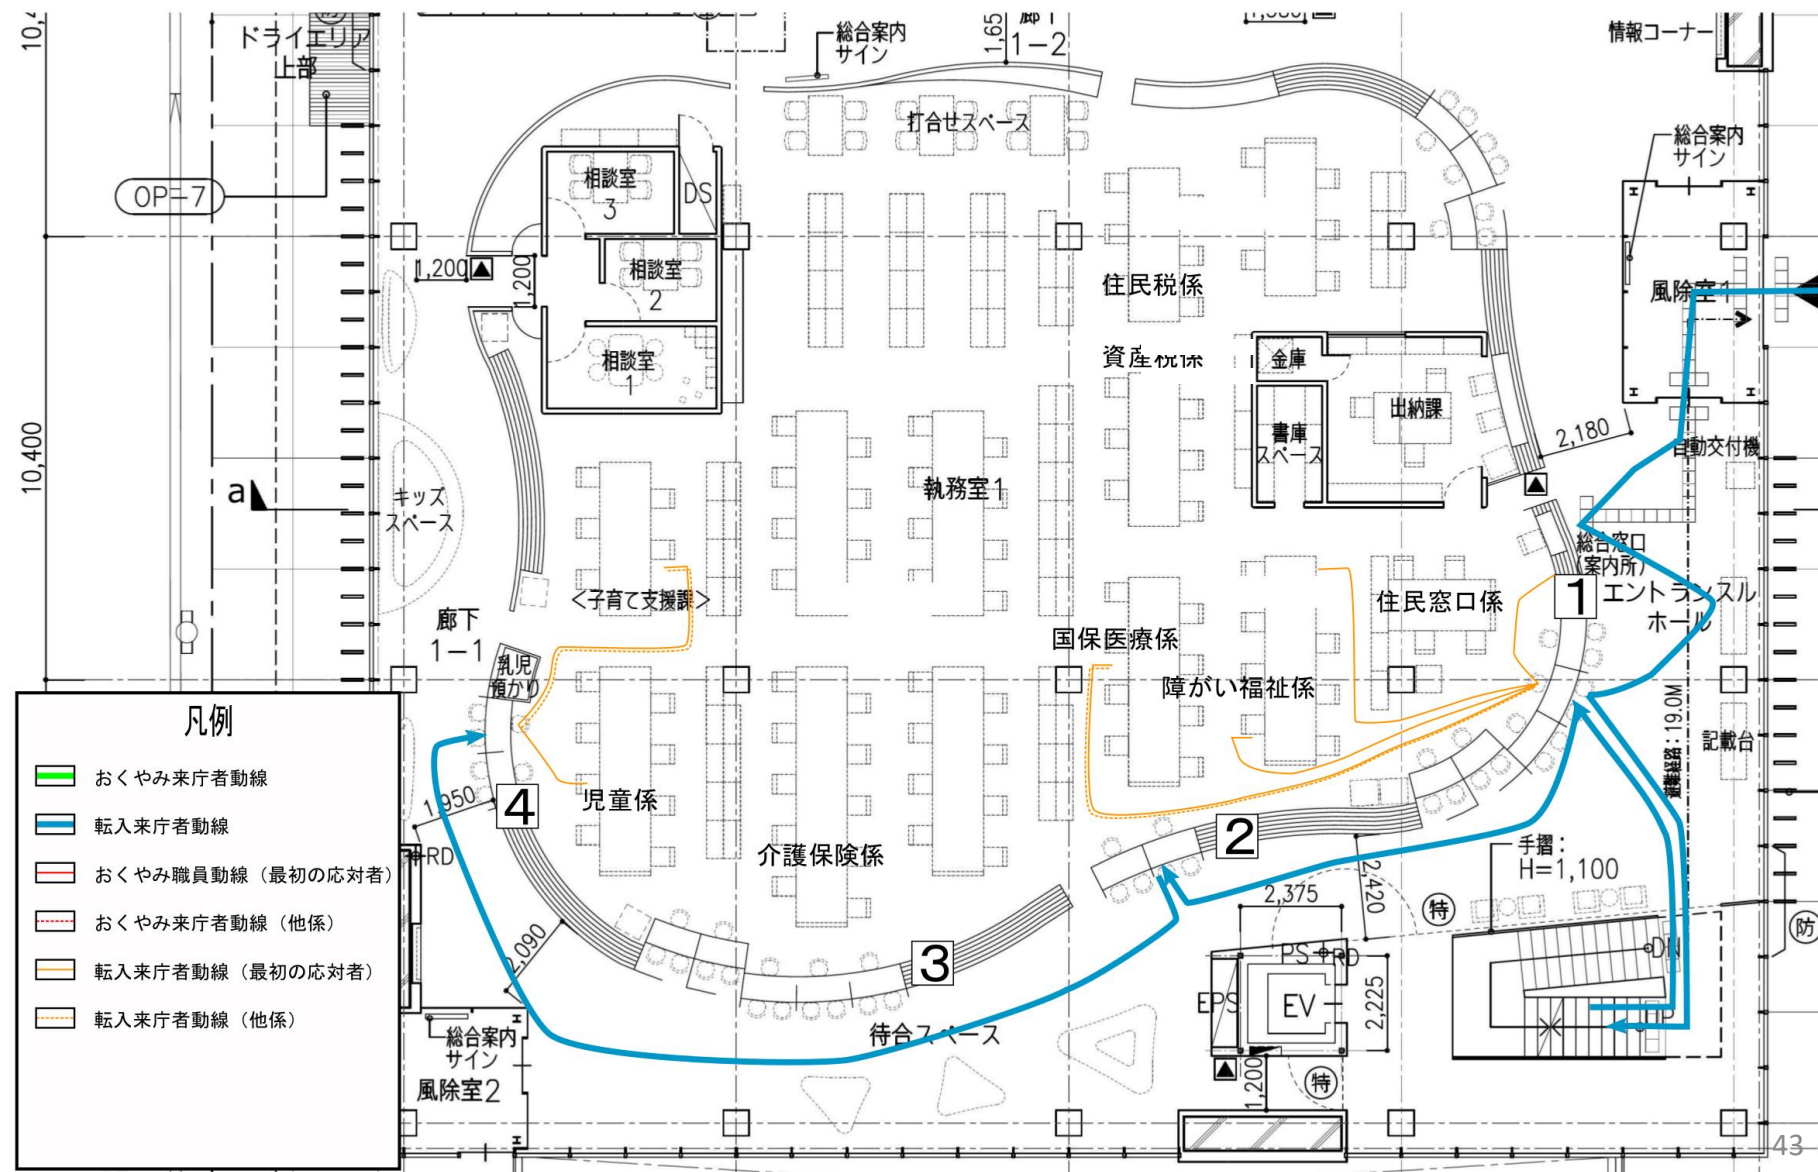 ドライエリア
上部
総合案内
サイン
1-2
情報コーナー
打合せスペース
総合案内
サイン
OP=7
相談室
3
DS
1,200
1,200
相談室
2
住民税係
風除室1
相談室
1
資産税係
金庫
出納課
2,180
書庫
スペース
自動交付機
10,400
a
キッズ
スペース
執務室1
総合窓口
(案内所)
1
エントランスル
ホール
<子育て支援課>
住民窓口係
廊下
1-1
国保医療係
乳児
預かり
障がい福祉係
避難経路:19.0M
記載台
凡例
おくやみ来庁者動線
転入来庁者動線
おくやみ職員動線（最初の応対者）
おくやみ来庁者動線（他係）
転入来庁者動線（最初の応対者）
転入来庁者動線（他係）
1,950
4
児童係
2
手摺:
H=1,100
RD
介護保険係
2,375
2,420
特
防
2,090
3
PS
RD
DN
EPS
EV
2,225
待合スペース
総合案内
サイン
風除室2
1,200
特
43